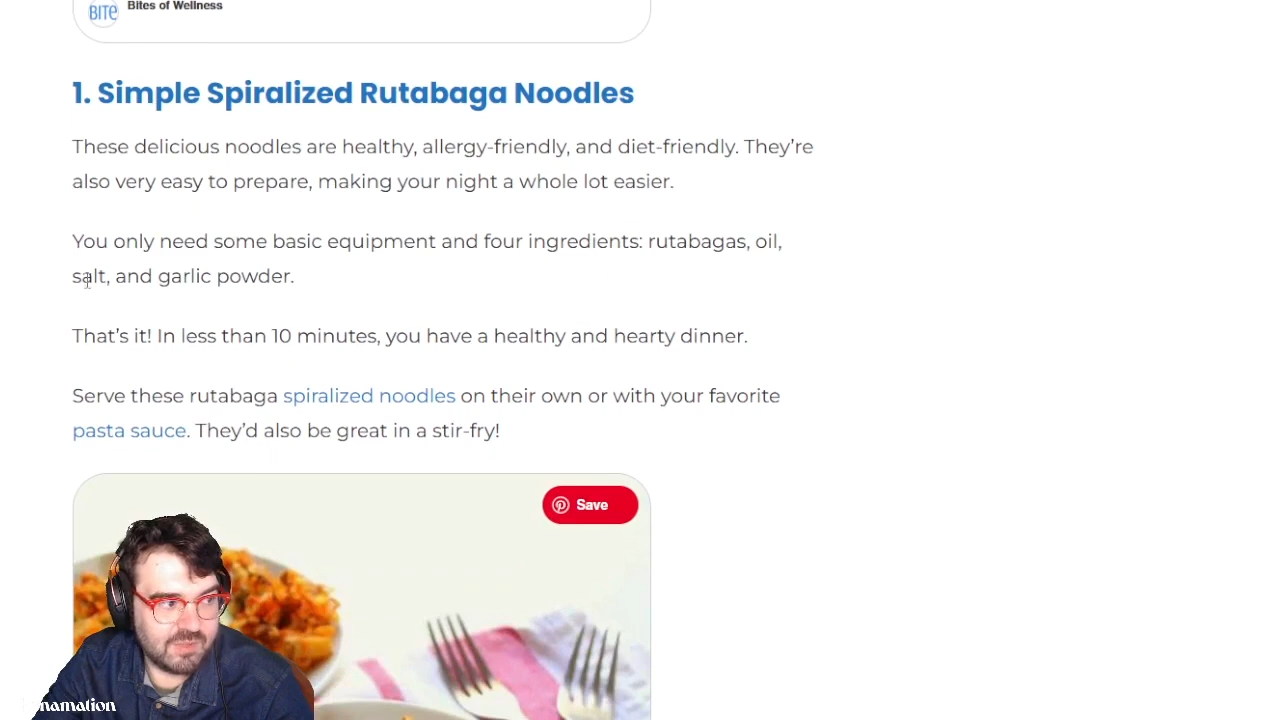 BITE
Bites of Wellness
1. Simple Spiralized Rutabaga Noodles
These delicious noodles are healthy, allergy-friendly, and diet-friendly. They’re
also very easy to prepare, making your night a whole lot easier.
You only need some basic equipment and four ingredients: rutabagas, oil,
salt, and garlic powder.
That’s it! In less than 10 minutes, you have a healthy and hearty dinner.
Serve these rutabaga spiralized noodles on their own or with your favorite
pasta sauce. They’d also be great in a stir-fry!
Save